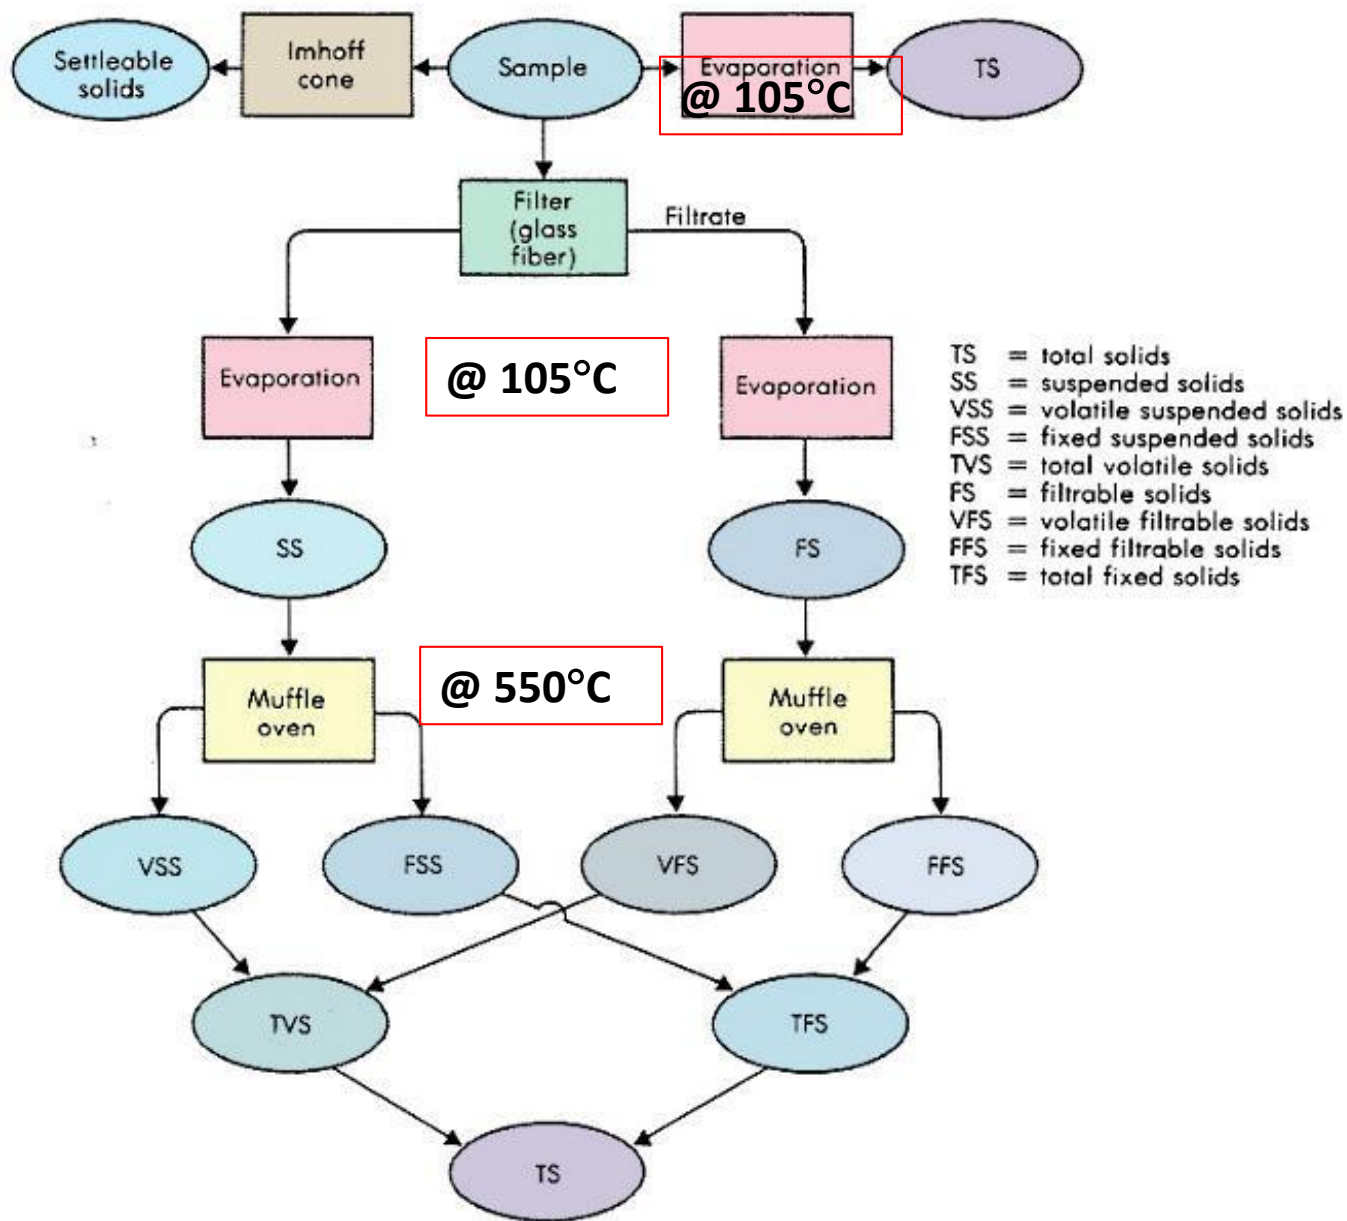 Settleable
solids
Imhoff
cone
Sample
Evaporation
@ 105°C
TS
Filter
(glass
fiber)
Filtrate
Evaporation
@ 105°C
Evaporation
TS = total solids
SS = suspended solids
VSS = volatile suspended solids
FSS = fixed suspended solids
TVS = total volatile solids
FS = filtrable solids
VFS = volatile filtrable solids
FFS = fixed filtrable solids
TFS = total fixed solids
SS
FS
Muffle
oven
@ 550°C
Muffle
oven
VSS
FSS
VFS
FFS
TVS
TFS
TS